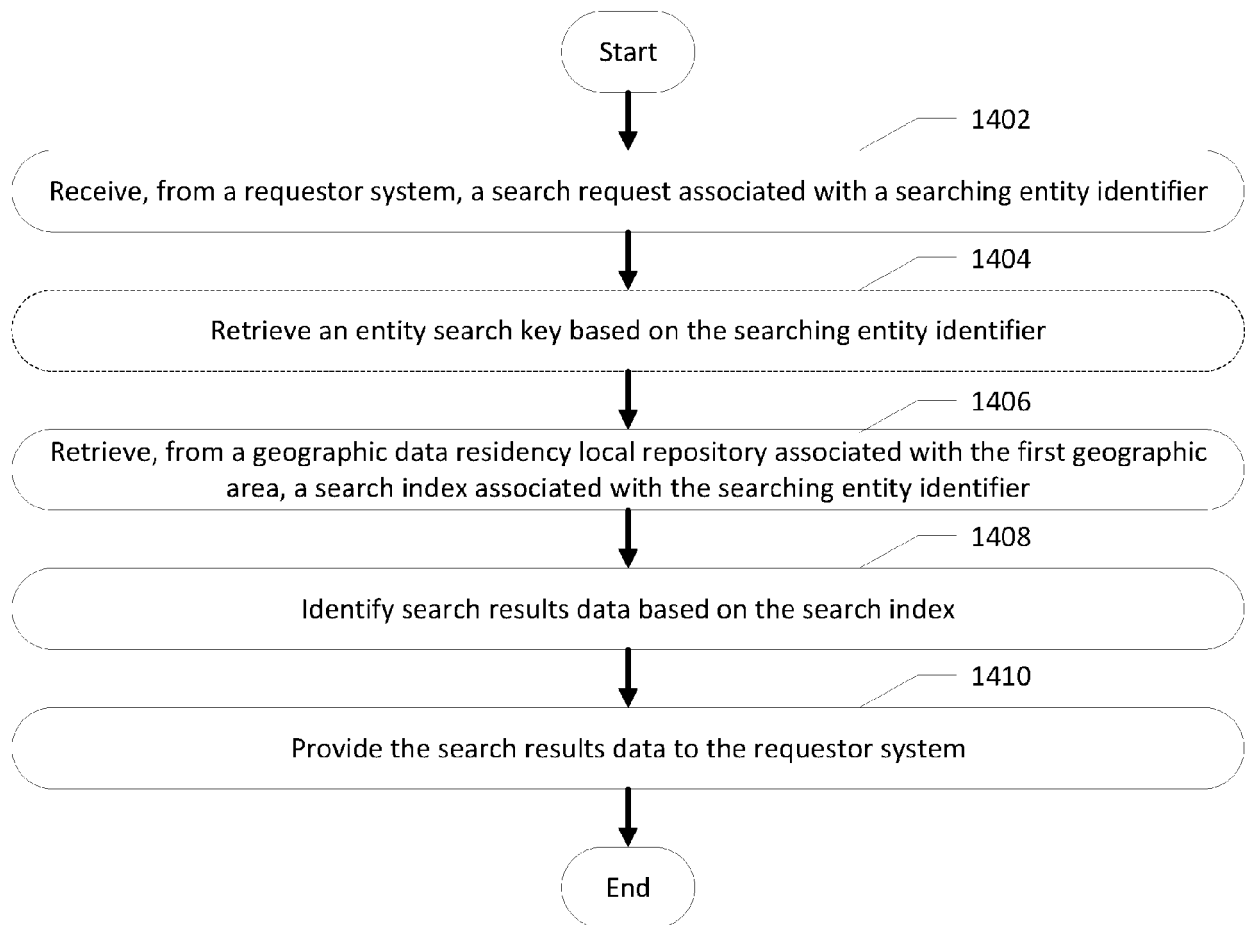 Start
1402
Receive, from a requestor system, a search request associated with a searching entity identifier
1404
Retrieve an entity search key based on the searching entity identifier
1406
Retrieve, from a geographic data residency local repository associated with the first geographic
area, a search index associated with the searching entity identifier
1408
Identify search results data based on the search index
1410
Provide the search results data to the requestor system
End